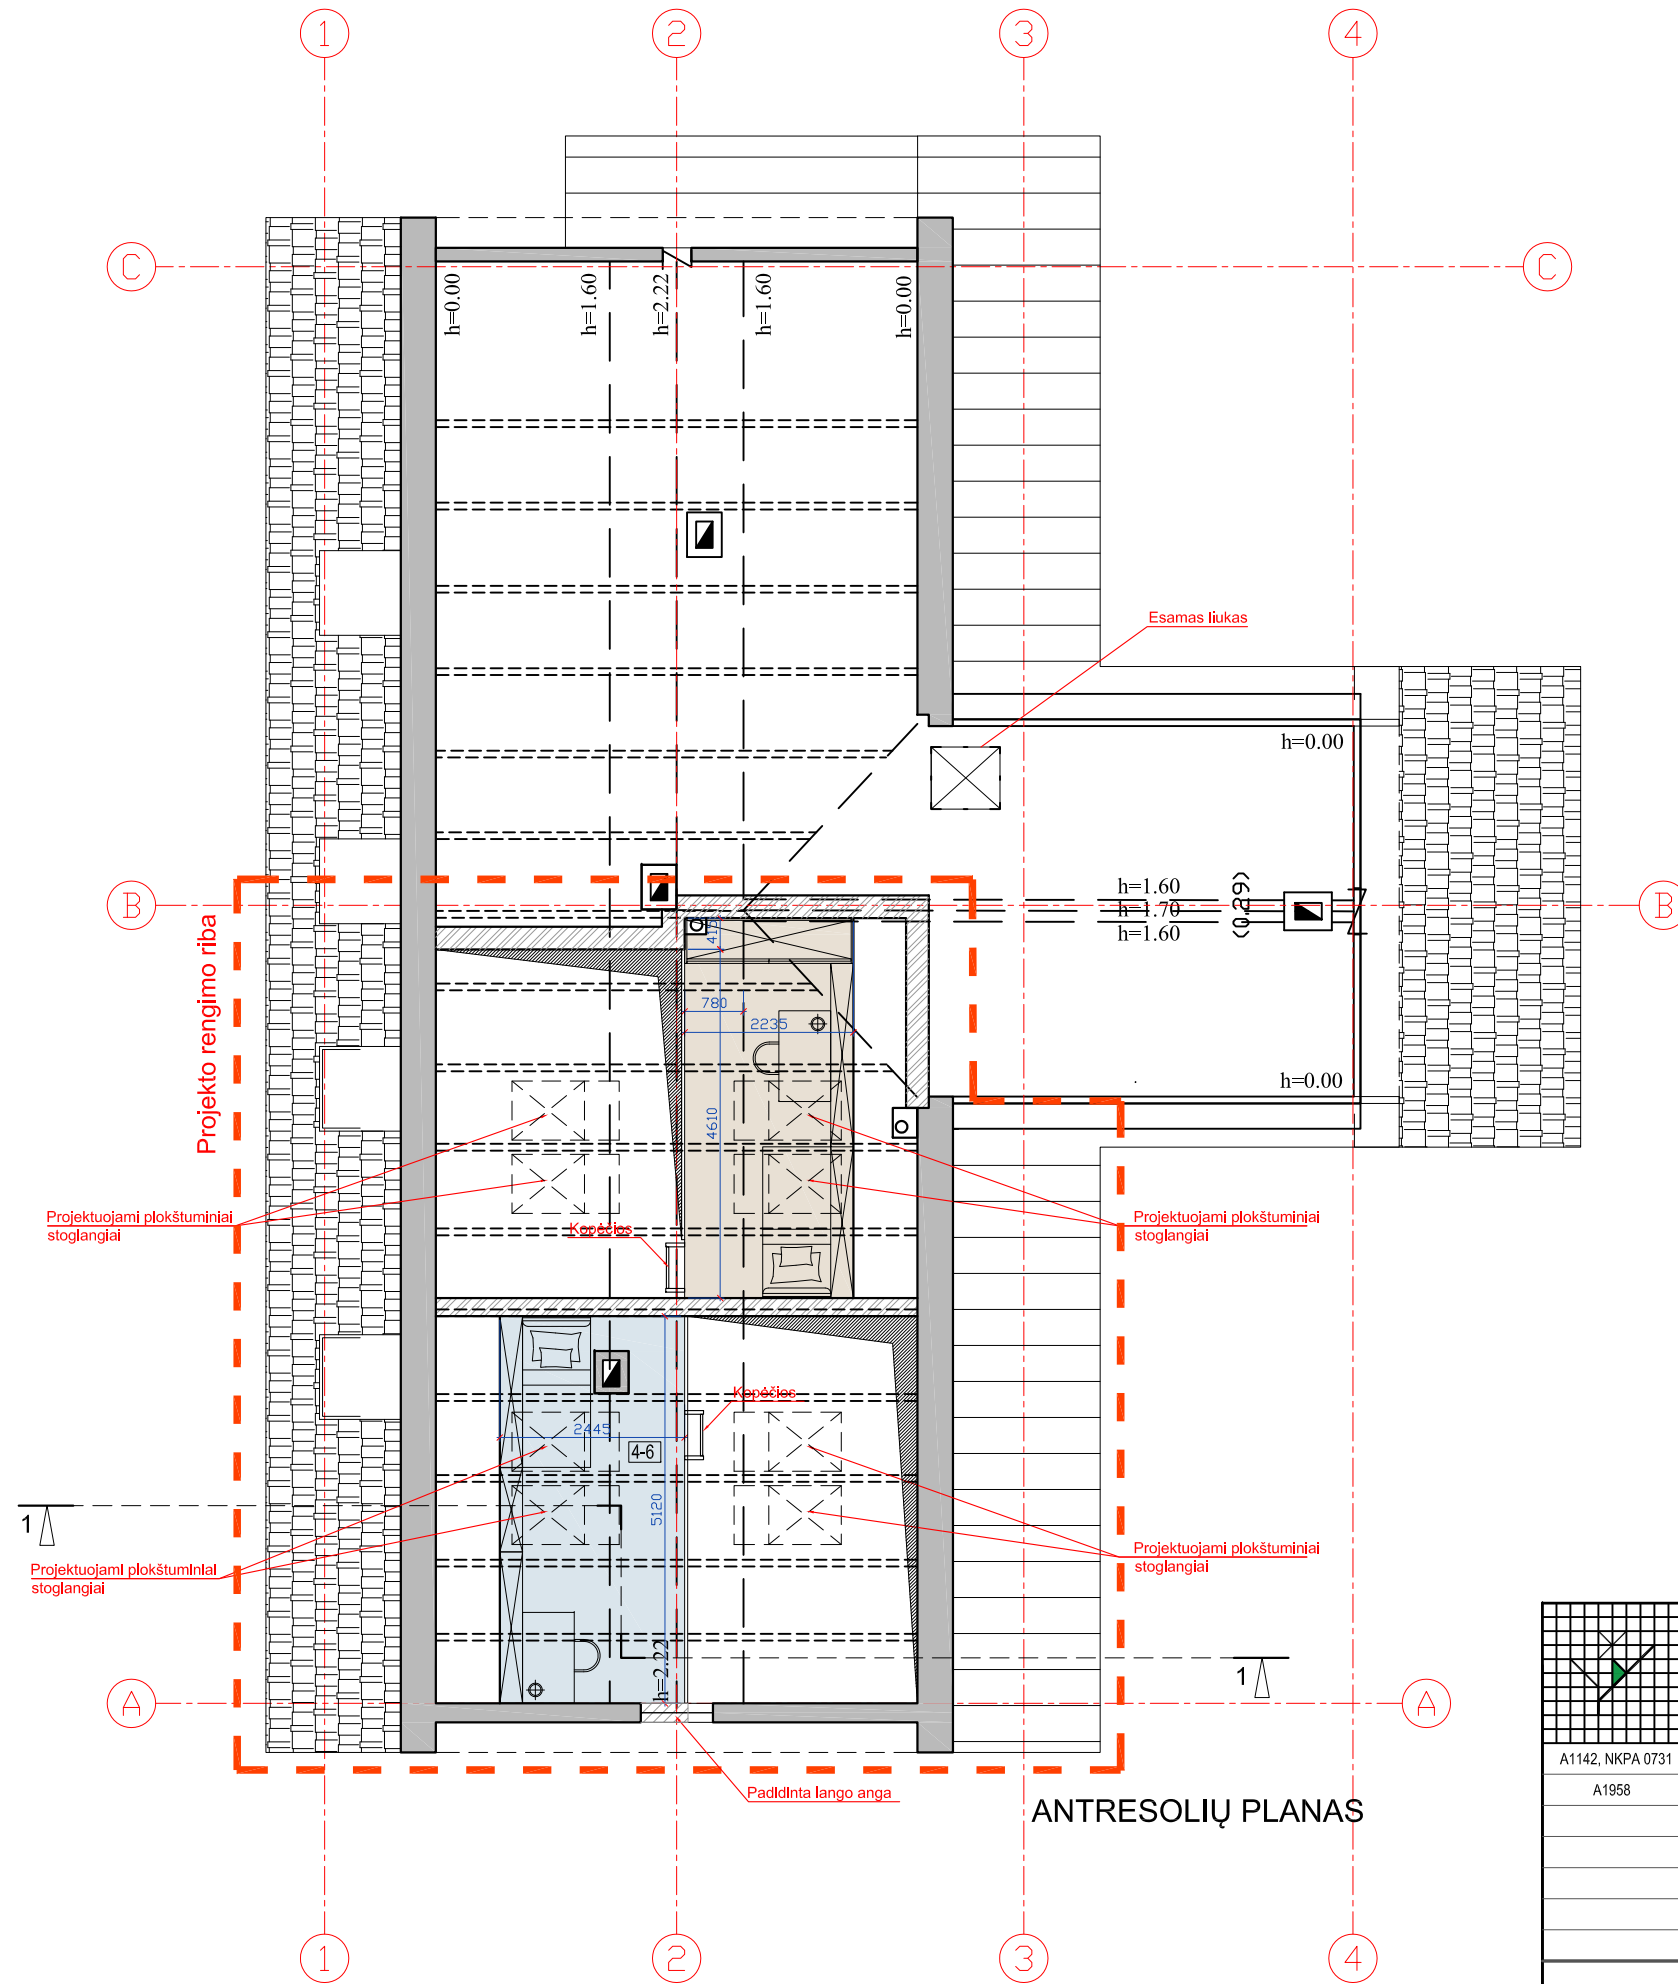 1
2
3
4
C
C
h=0.00
h=1.60
h=2.22
h=1.60
h=0.00
Esamas liukas
h=0.00
Projekto rengimo riba
B
B
h=1.60
h=1.70
h=1.60
(0.29)
780
2235
4610
h=0.00
Projektuojami plokštuminiai
stoglangiai
Kopėčios
Projektuojami plokštuminiai
stoglangiai
Kopėčios
2445
4-6
5120
1
Projektuojami plokštuminiai
stoglangiai
Projektuojami plokštuminiai
stoglangiai
h=2.22
1
A
A
Padidinta lango anga
ANTRESOLIŲ PLANAS
A1142, NKPA 0731
A1958
1
2
3
4